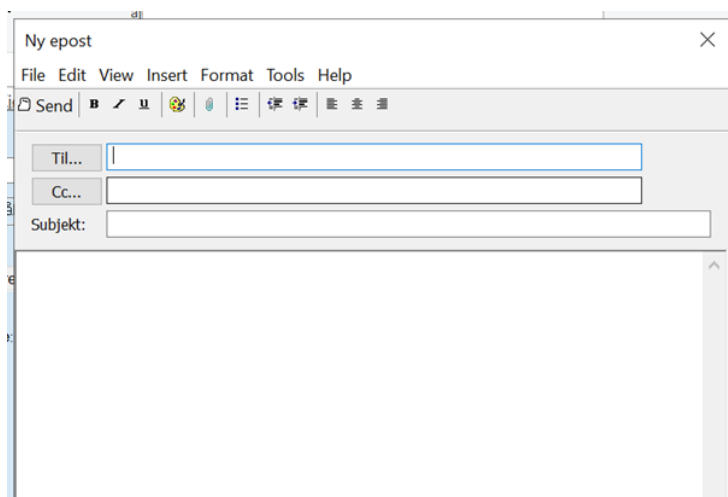 Ny epost
File Edit View Insert Format Tools Help
Send B I U
Til...
Cc...
Subjekt: